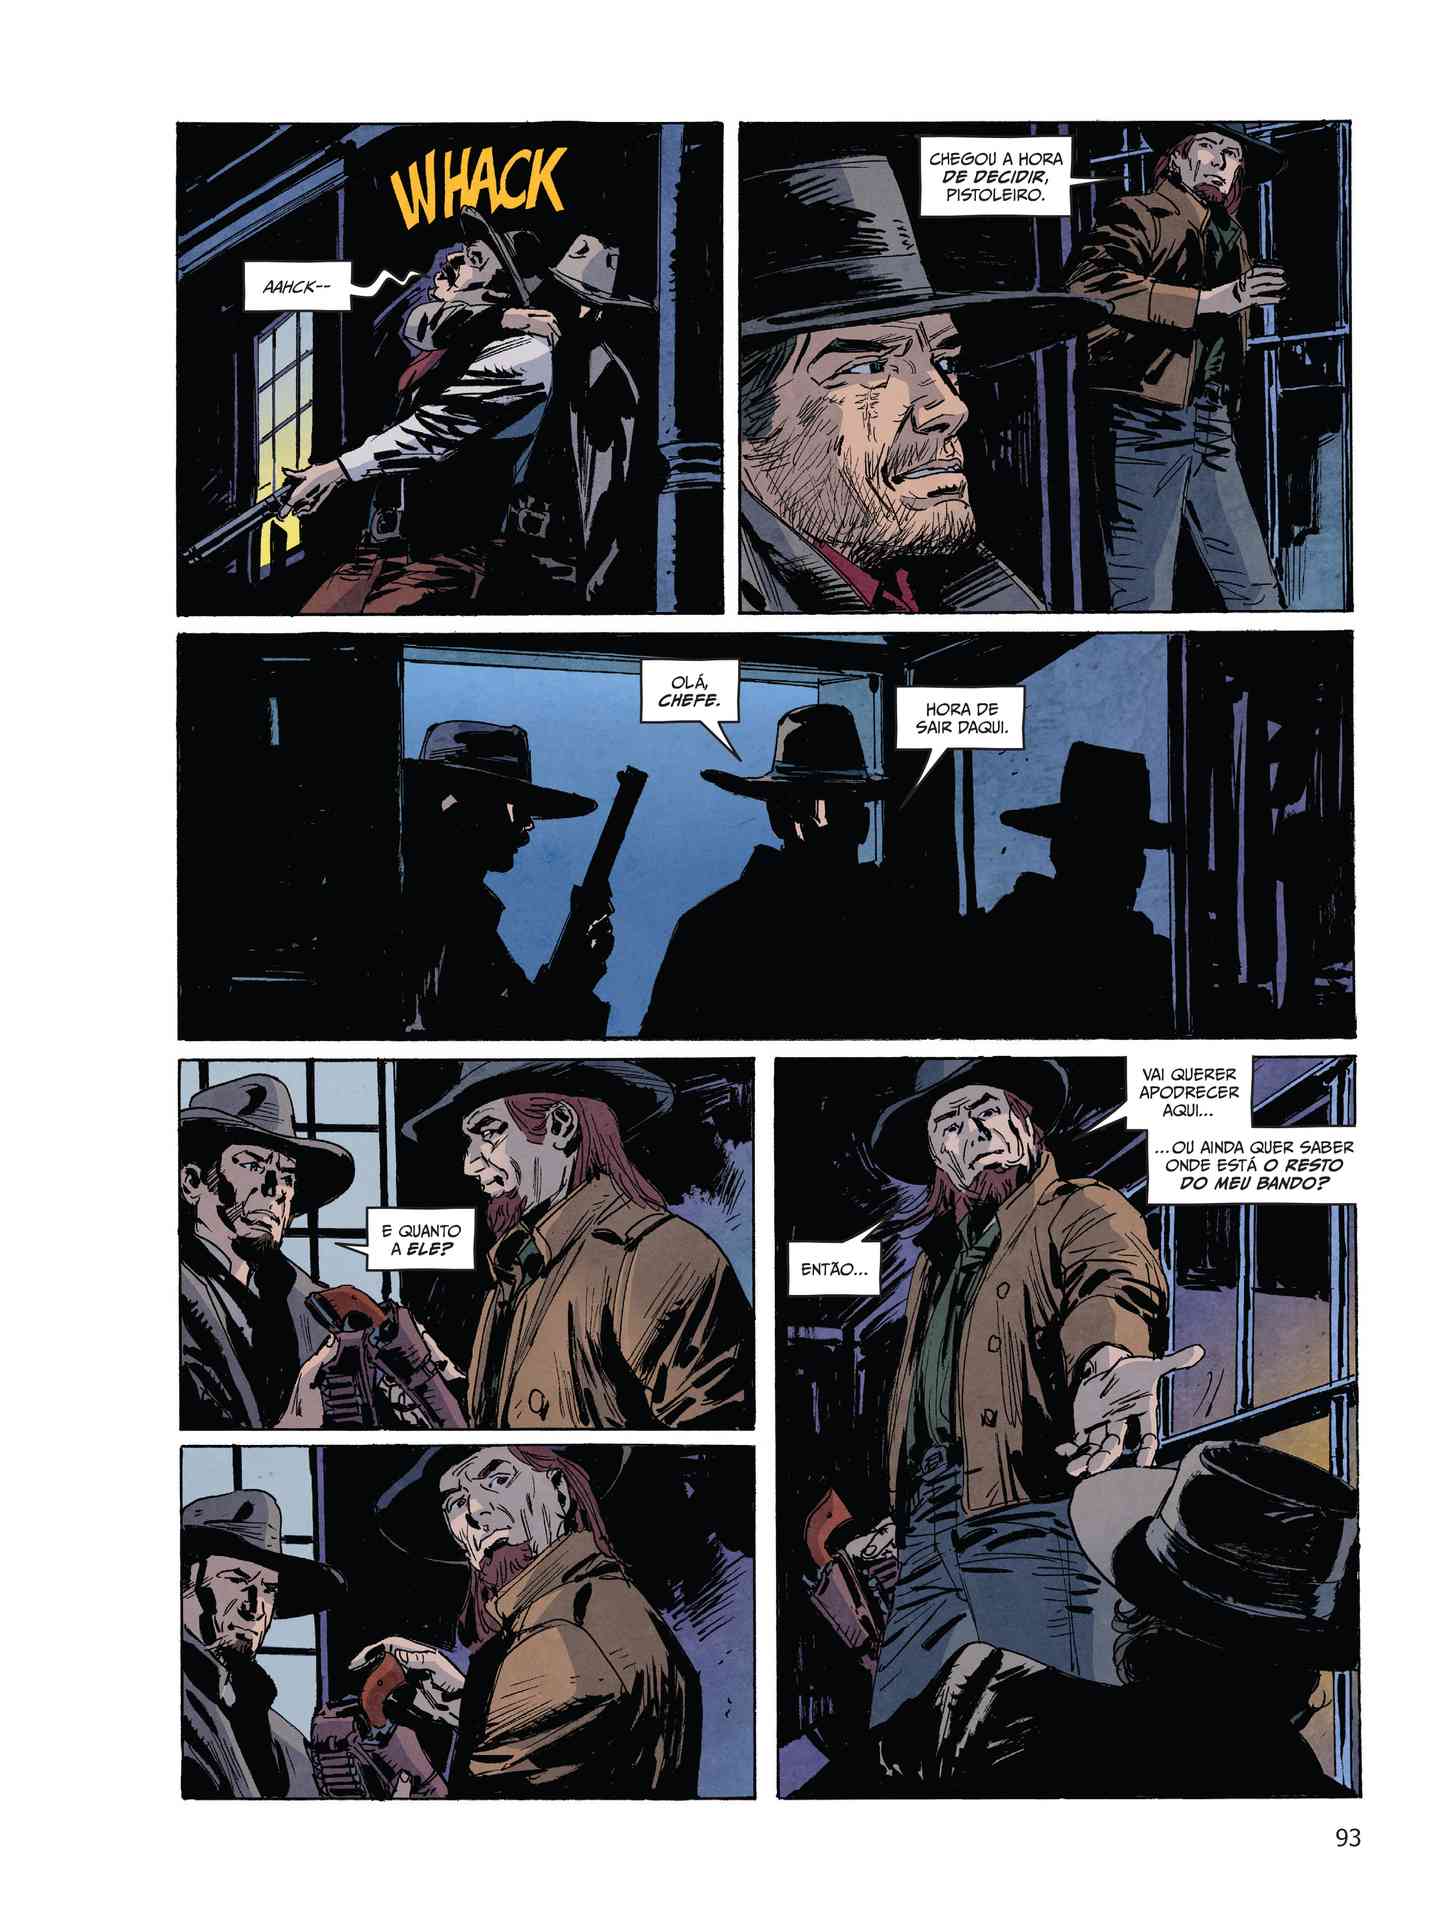 WHACK
AAHCK--
CHEGOU A HORA
DE DECIDIR,
PISTOLEIRO.
OLÁ,
CHEFE.
HORA DE
SAIR DAQUI.
E QUANTO
A ELE?
VAI QUERER
APODRECER
AQUI...
...OU AINDA QUER SABER
ONDE ESTÁ O RESTO
DO MEU BANDO?
ENTÃO...
93